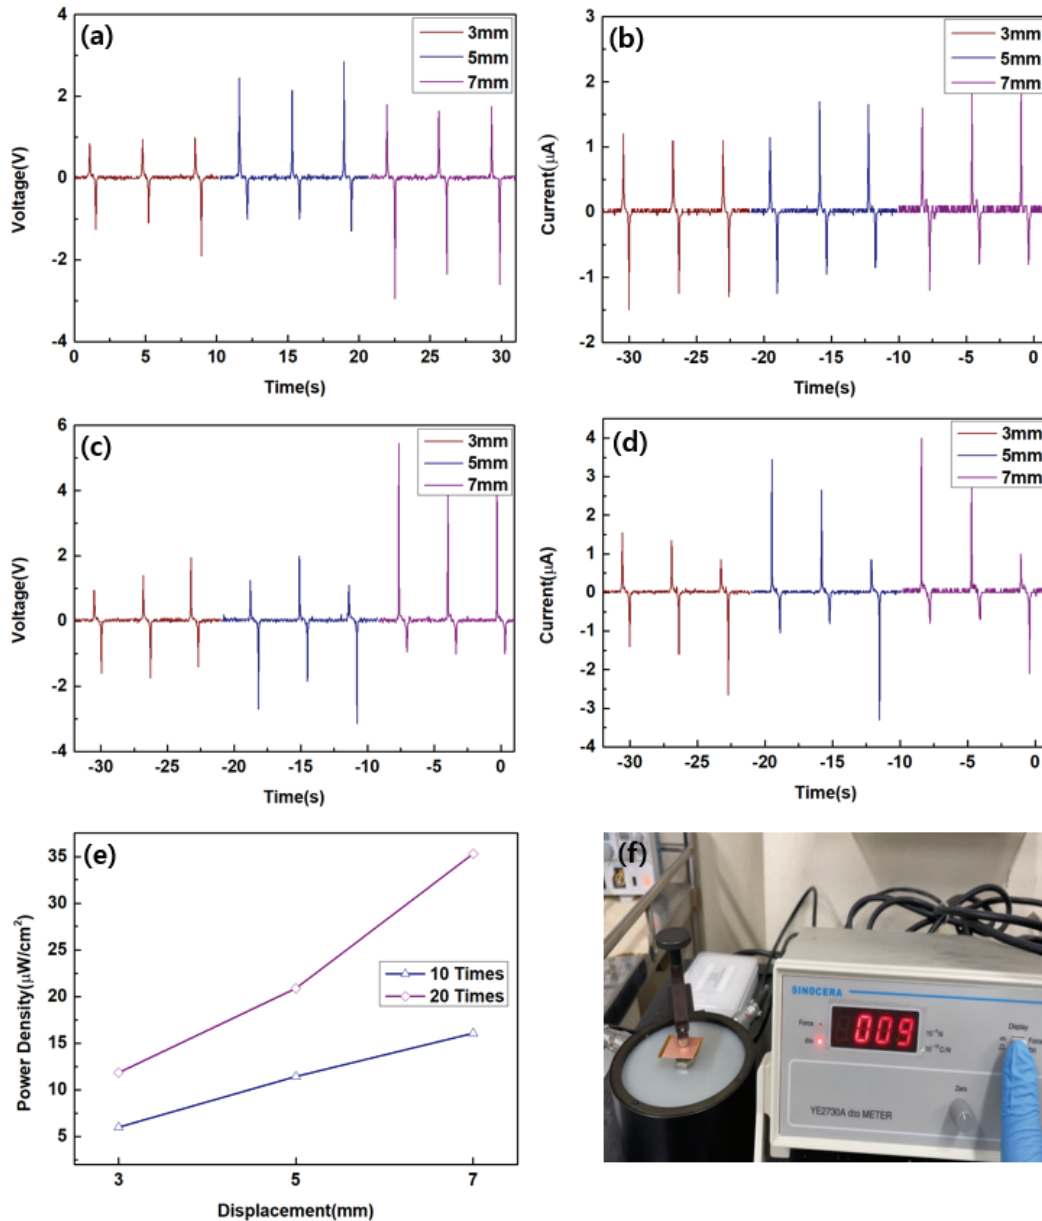 (a)
3mm
5mm
7mm
4
2
0
-2
-4
Voltage(V)
0 5 10 15 20 25 30
Time(s)
(b)
3mm
5mm
7mm
3
2
1
0
-1
-2
Current(μA)
-30 -25 -20 -15 -10 -5 0
Time(s)
(c)
3mm
5mm
7mm
6
4
2
0
-2
-4
Voltage(V)
-30 -25 -20 -15 -10 -5 0
Time(s)
(d)
3mm
5mm
7mm
4
3
2
1
0
-1
-2
-3
-4
Current(μA)
-30 -25 -20 -15 -10 -5 0
Time(s)
(e)
35
30
25
20
15
10
5
Power Density(μW/cm²)
10 Times
20 Times
3 5 7
Displacement(mm)
(f)
SINOCERA
Force
d33
009
Display
Force
Zero
YE2730A d33 METER